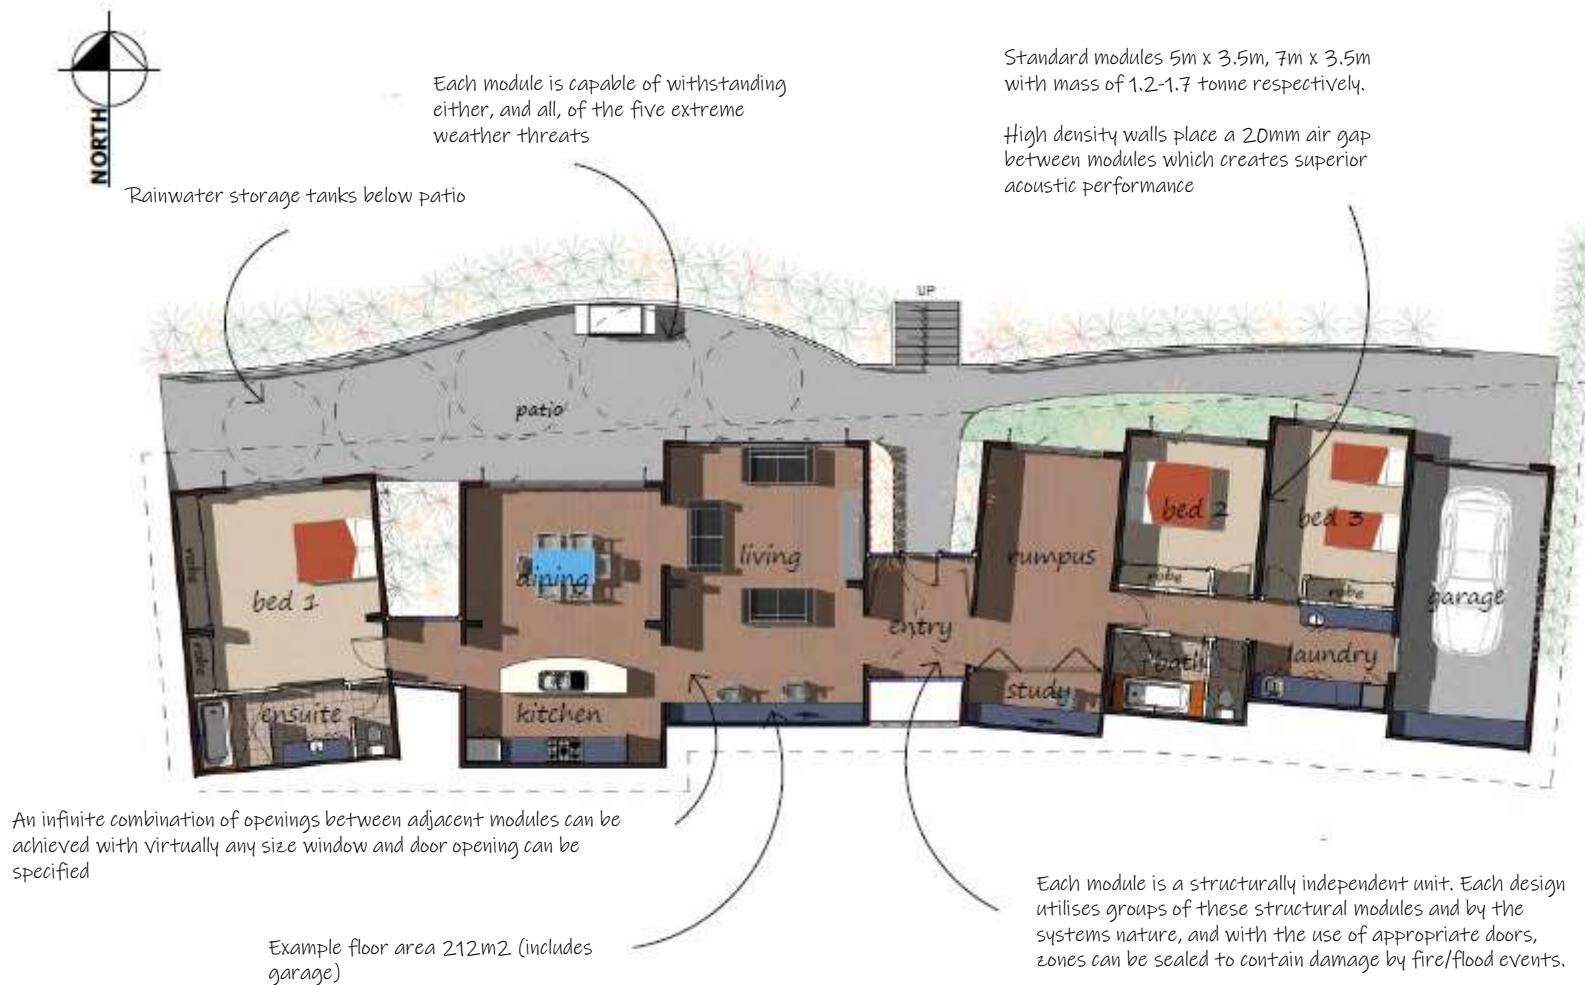 NORTH
Each module is capable of withstanding
either, and all, of the five extreme
weather threats
Standard modules 5m x 3.5m, 7m x 3.5m
with mass of 1.2-1.7 tonne respectively.
High density walls place a 20mm air gap
between modules which creates superior
acoustic performance
Rainwater storage tanks below patio
UP
patio
robe
bed 1
robe
ensuite
dining
kitchen
living
entry
rumpus
study
bed 2
robe
bed 3
robe
bath
laundry
garage
An infinite combination of openings between adjacent modules can be
achieved with virtually any size window and door opening can be
specified
Example floor area 212m2 (includes
garage)
Each module is a structurally independent unit. Each design
utilises groups of these structural modules and by the
systems nature, and with the use of appropriate doors,
zones can be sealed to contain damage by fire/flood events.